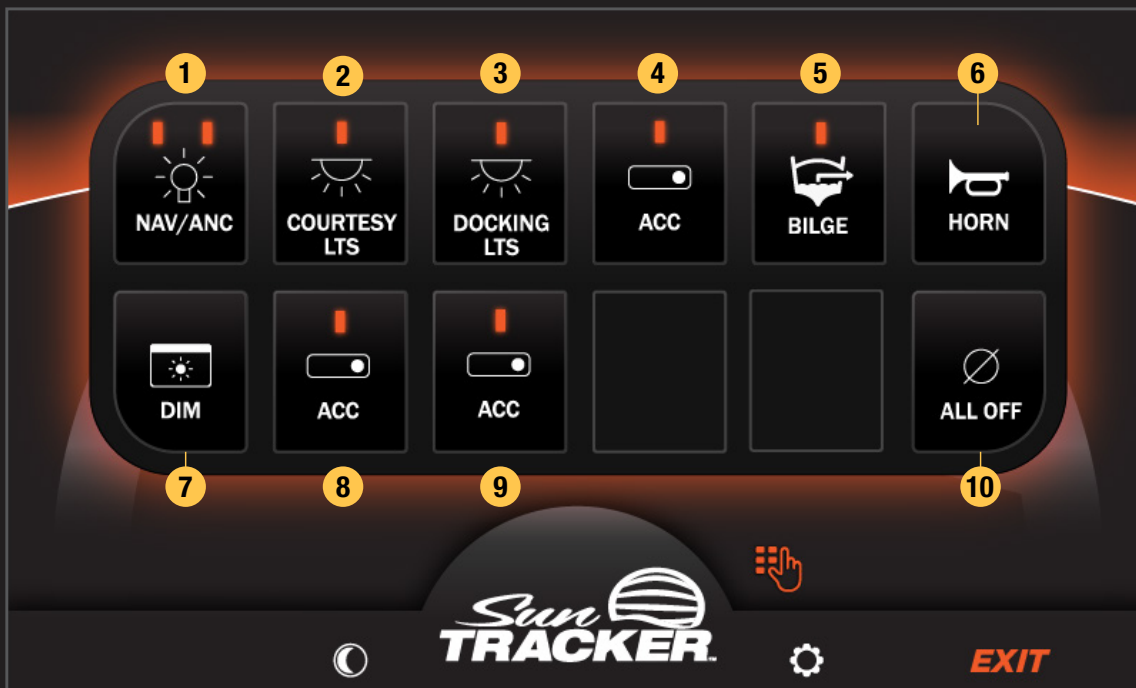 1
2
3
4
5
6
NAV/ANC
COURTESY
LTS
DOCKING
LTS
ACC
BILGE
HORN
DIM
ACC
ACC
ALL OFF
7
8
9
10
Sun
TRACKER™
EXIT